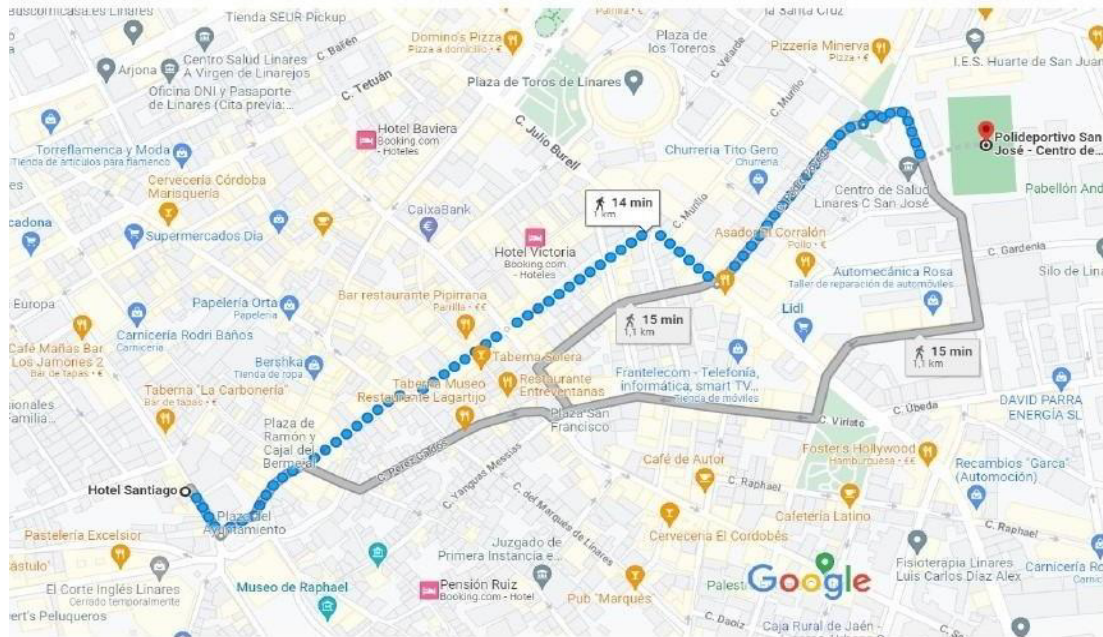 buscomicasa.es Linares
Tienda SEUR Pickup
C. Barén
Domino's Pizza
Pizza a domicilio • €
Parrilla • €
la Santa Cruz
Plaza de
los Toreros
C. Velarde
Pizzería Minerva
Pizza • €
I.E.S. Huarte de San Juan
Arjona
Centro Salud Linares
A Virgen de Linarejos
Oficina DNI y Pasaporte
de Linares (Cita previa:...
C. Tetuán
Plaza de Toros de Linares
C. Murillo
Torreflamenca y Moda
Tienda de artículos para flamenco
Hotel Baviera
Booking.com
- Hoteles
C. Julio Burell
Churrería Tito Gero
Churrería
Polideportivo San
José - Centro de...
Cervecería Córdoba
Marisquería
14 min
1 km
Centro de Salud
Linares C San José
Pabellón And
CaixaBank
C. Murillo
cadona
Supermercados Dia
Hotel Victoria
Booking.com
- Hoteles
Asador El Corralón
Pollo • €
C. Gardenia
Automecánica Rosa
Taller de reparación de automóviles
Silo de Lina
Europa
Papelería Orta
Papelería
Bar restaurante Pipirrana
Parrilla • €€
15 min
1,1 km
Lidl
Carnicería Rodri Baños
Carnicería
Café Mañas Bar
Los Jamones 2
Bar de tapas • €
Bershka
Tienda de ropa
Taberna Solera
15 min
1,1 km
Taberna "La Carbonería"
Bar de tapas • €
Taberna Museo
Restaurante Lagartijo
Restaurante
Entreventanas
Frantelecom - Telefonía,
informática, smart TV...
Tienda de móviles
DAVID PARRA
ENERGÍA SL
C. Úbeda
Plaza San
Francisco
C. Viriato
Plaza de
Ramón y
Cajal del
Bermejal
Foster's Hollywood
Hamburguesa • €€
C. Pérez Galdós
Café de Autor
Recambios "Garca"
(Automoción)
Hotel Santiago
C. Yanguas Messías
C. Raphael
Plaza del
Ayuntamiento
C. del Marqués de Linares
Cafetería Latino
C. Raphael
Pastelería Excelsior
Cervecería El Cordobés
Juzgado de
Primera Instancia e...
Fisioterapia Linares
Luis Carlos Díaz Alex
Carnicería Ro
El Corte Inglés Linares
Cerrado temporalmente
Museo de Raphael
Pensión Ruiz
Booking.com - Hotel
Pub "Marqués"
Google
ert's Peluqueros
C. Daoiz
Caja Rural de Jaén -